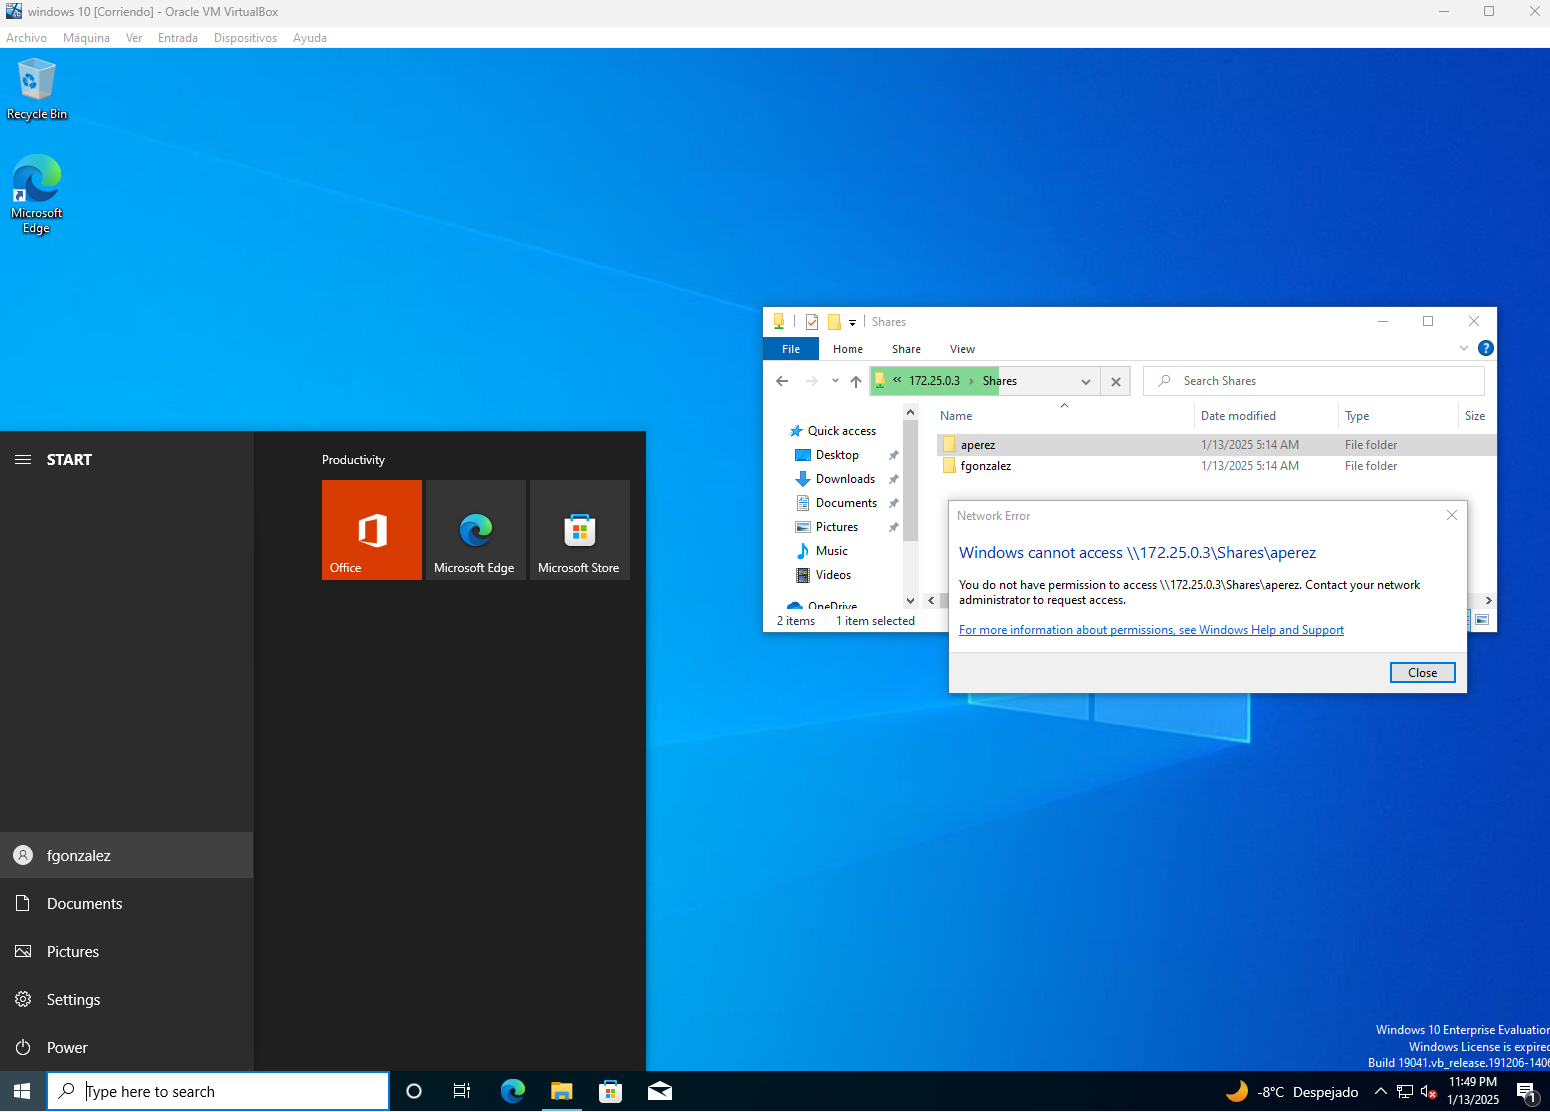 windows 10 [Corriendo] - Oracle VM VirtualBox
Archivo Máquina Ver Entrada Dispositivos Ayuda
Recycle Bin
Microsoft
Edge
Shares
File Home Share View
172.25.0.3 Shares
Search Shares
Name Date modified Type Size
Quick access
Desktop
Downloads
Documents
Pictures
Music
Videos
OneDrive
aperez 1/13/2025 5:14 AM File folder
fgonzalez 1/13/2025 5:14 AM File folder
2 items 1 item selected
Network Error
Windows cannot access \\172.25.0.3\Shares\aperez
You do not have permission to access \\172.25.0.3\Shares\aperez. Contact your network
administrator to request access.
For more information about permissions, see Windows Help and Support
Close
START
Productivity
Office
Microsoft Edge
Microsoft Store
fgonzalez
Documents
Pictures
Settings
Power
Windows 10 Enterprise Evaluation
Windows License is expired
Build 19041.vb_release.191206-1406
Type here to search
-8°C Despejado
11:49 PM
1/13/2025
1